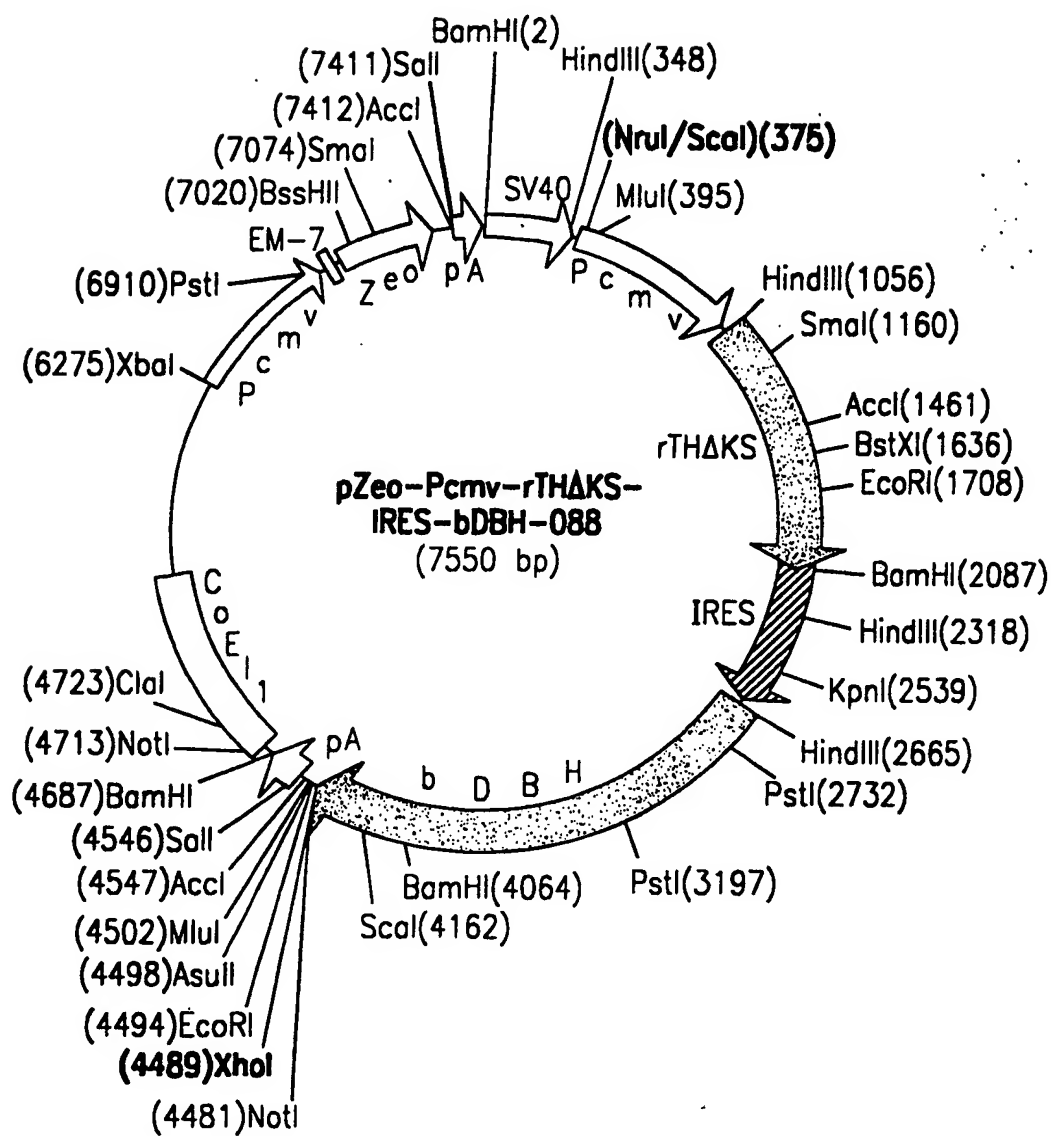 BamHI(2)
(7411)SalI
HindIII(348)
(7412)AccI
(NruI/ScaI)(375)
(7074)SmaI
SV40
MluI(395)
(7020)BssHII
EM-7
Zeo
pA
Pcmv
(6910)PstI
HindIII(1056)
SmaI(1160)
Pcmv
(6275)XbaI
AccI(1461)
rTHΔKS
BstXI(1636)
EcoRI(1708)
pZeo-Pcmv-rTHΔKS-
IRES-bDBH-088
(7550 bp)
BamHI(2087)
IRES
HindIII(2318)
ColE1
(4723)ClaI
KpnI(2539)
(4713)NotI
HindIII(2665)
pA
bDBH
(4687)BamHI
PstI(2732)
(4546)SalI
(4547)AccI
BamHI(4064)
PstI(3197)
ScaI(4162)
(4502)MluI
(4498)AsuII
(4494)EcoRI
(4489)XhoI
(4481)NotI